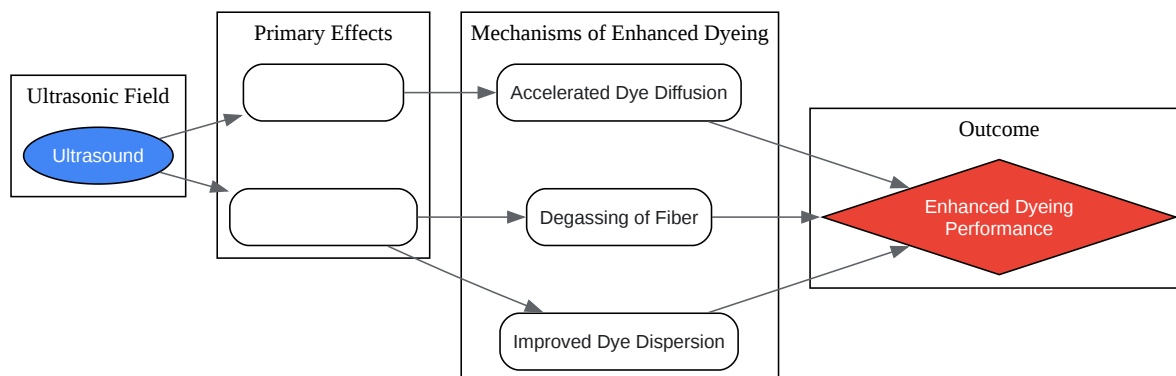 Ultrasonic Field
Ultrasound
Primary Effects
Mechanisms of Enhanced Dyeing
Accelerated Dye Diffusion
Degassing of Fiber
Improved Dye Dispersion
Outcome
Enhanced Dyeing
Performance